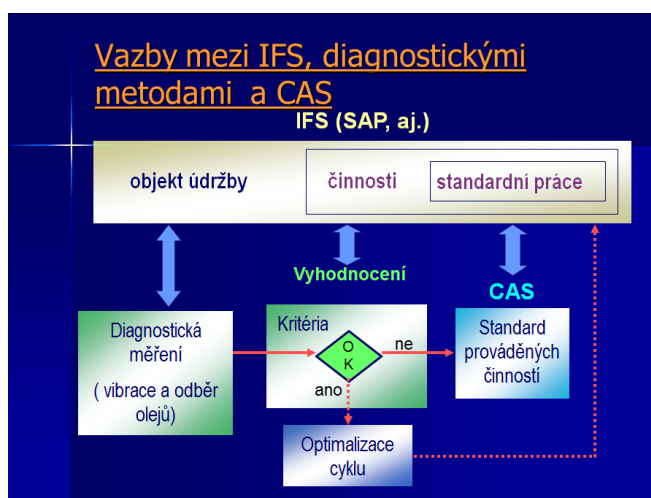 Vazby mezi IFS, diagnostickými
metodami a CAS
IFS (SAP, aj.)
objekt údržby
činnosti
standardní práce
Vyhodnocení
CAS
Diagnostická
měření
( vibrace a odběr
olejů)
Kritéria
O
K
ne
ano
Standard
prováděných
činností
Optimalizace
cyklu